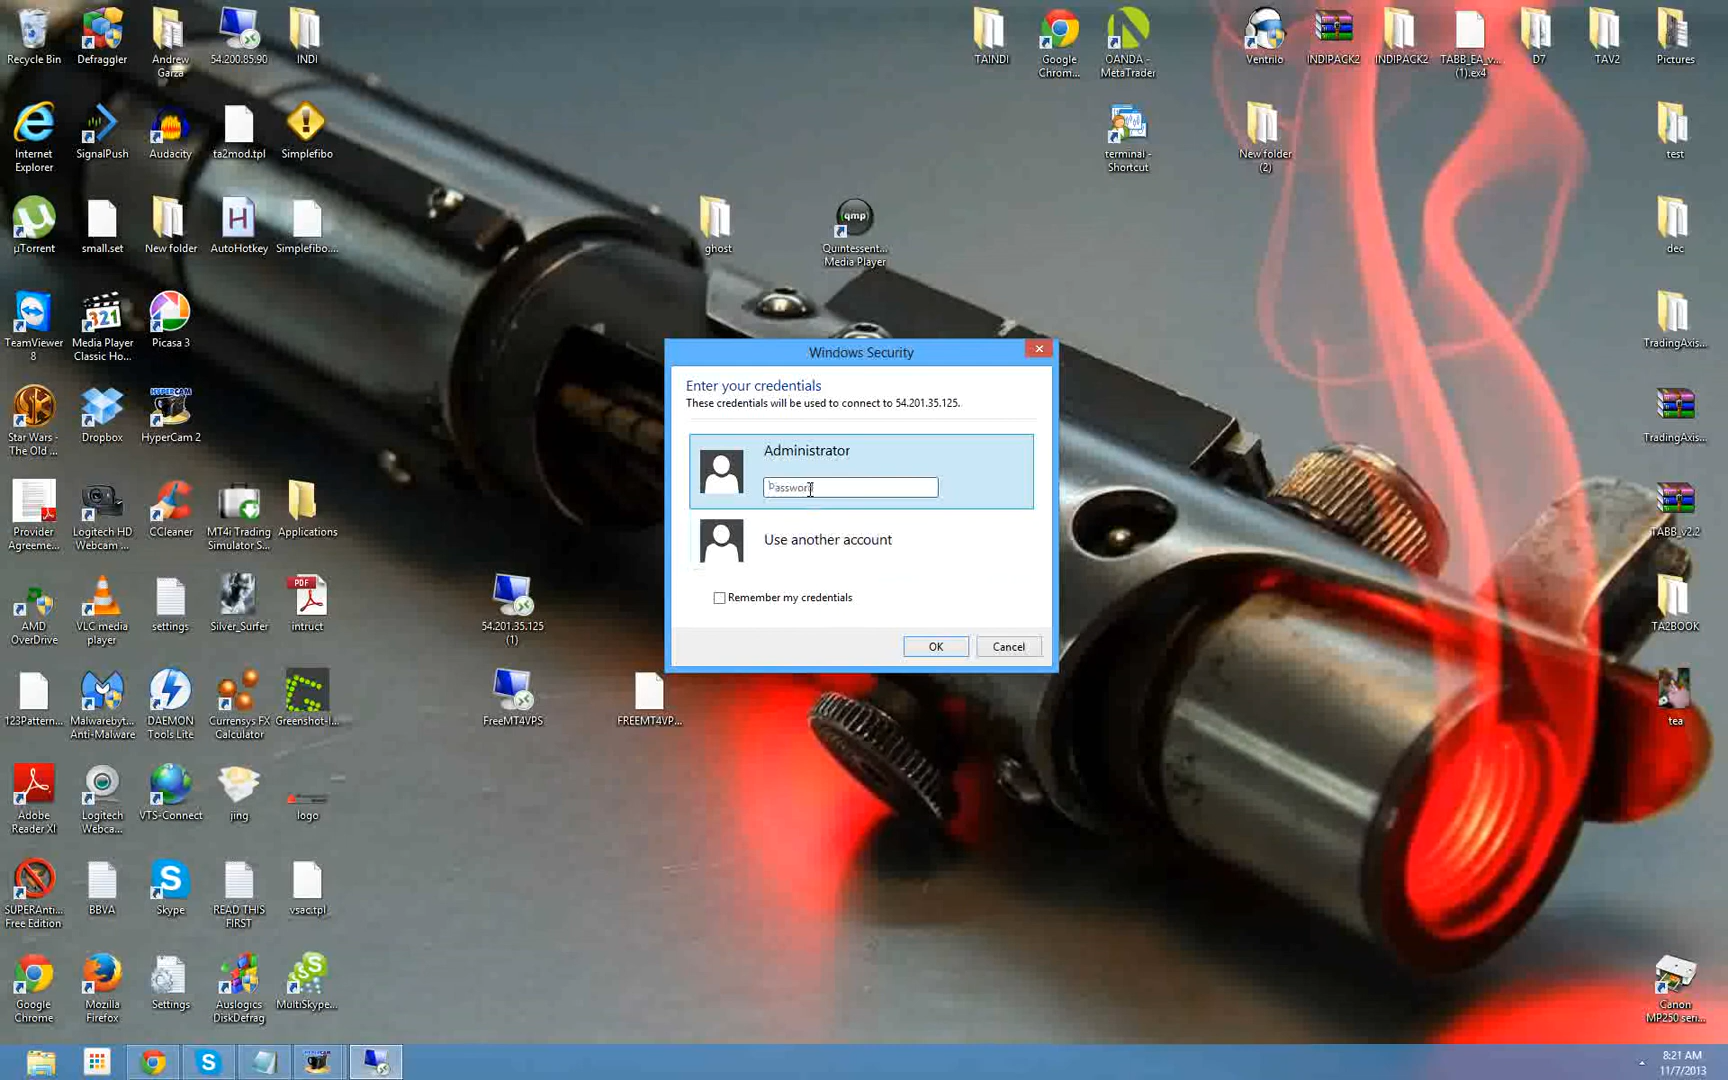 Recycle Bin
Defraggler
Andrew
Garza
54.200.85.90
INDI
TAINDI
Google
Chrom...
OANDA -
MetaTrader
Ventrilo
INDIPACK2
INDIPACK2
TABB_EA_v...
(1).ex4
D7
TAV2
Pictures
Internet
Explorer
SignalPush
Audacity
ta2mod.tpl
Simplefibo
terminal -
Shortcut
New folder
(2)
test
µTorrent
small.set
New folder
AutoHotkey
Simplefibo....
ghost
qmp
Quintessent...
Media Player
dec
TeamViewer
8
321
Media Player
Classic Ho...
Picasa 3
TradingAxis...
Windows Security
Enter your credentials
These credentials will be used to connect to 54.201.35.125.
Administrator
Password
Use another account
Remember my credentials
OK
Cancel
Star Wars -
The Old ...
Dropbox
HYPERCAM
HyperCam 2
TradingAxis...
Provider
Agreeme...
Logitech HD
Webcam ...
CCleaner
MT4i Trading
Simulator S...
Applications
TABB_v2.2
AMD
OverDrive
VLC media
player
settings
Silver_Surfer
PDF
intruct
54.201.35.125
(1)
TA2BOOK
123Pattern...
Malwarebyt...
Anti-Malware
DAEMON
Tools Lite
Currensys FX
Calculator
Greenshot-I...
FreeMT4VPS
FREEMT4VP...
tea
Adobe
Reader XI
Logitech
Webca...
VTS-Connect
jing
logo
SUPERAnti...
Free Edition
BBVA
Skype
READ THIS
FIRST
vsac.tpl
Google
Chrome
Mozilla
Firefox
Settings
Auslogics
DiskDefrag
MultiSkype...
Canon
MP250 seri...
8:21 AM
11/7/2013